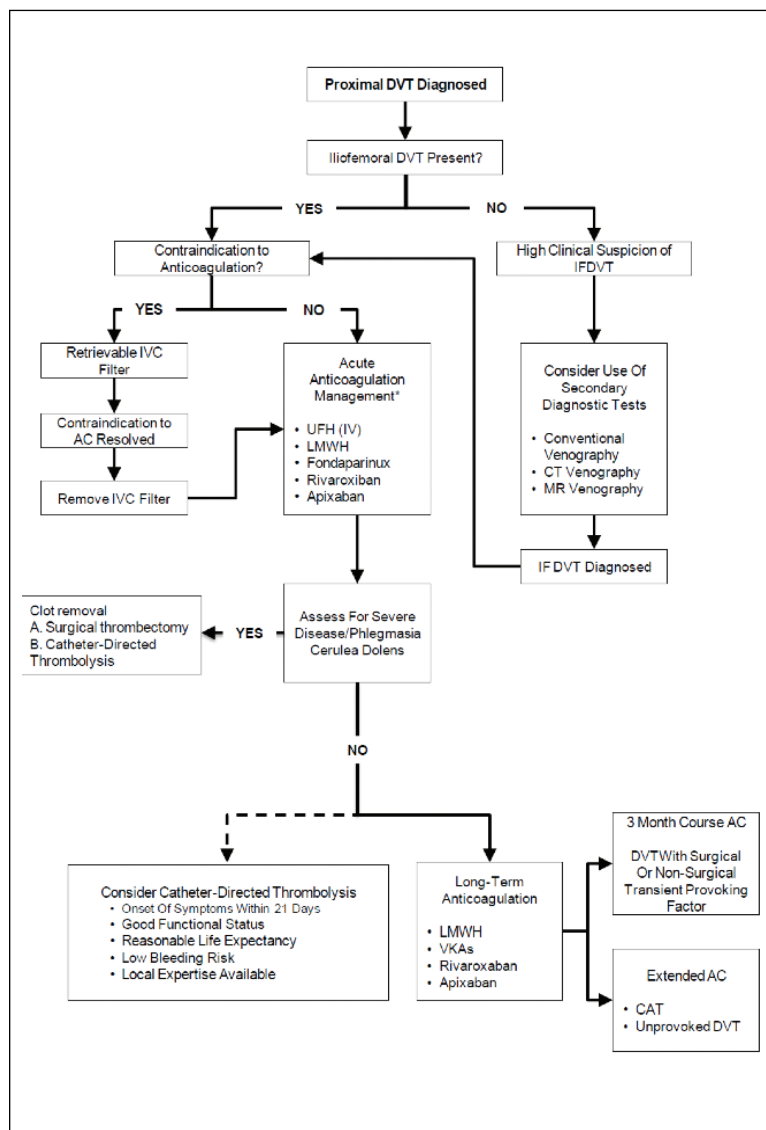 Proximal DVT Diagnosed
Iliofemoral DVT Present?
YES
NO
Contraindication to
Anticoagulation?
High Clinical Suspicion of
IFDVT
YES
NO
Retrievable IVC
Filter
Contraindication to
AC Resolved
Remove IVC Filter
Acute
Anticoagulation
Management*
• UFH (IV)
• LMWH
• Fondaparinux
• Rivaroxiban
• Apixaban
Consider Use Of
Secondary
Diagnostic Tests
• Conventional
Venography
• CT Venography
• MR Venography
IF DVT Diagnosed
Clot removal
A. Surgical thrombectomy
B. Catheter-Directed
Thrombolysis
YES
Assess For Severe
Disease/Phlegmasia
Cerulea Dolens
NO
Consider Catheter-Directed Thrombolysis
• Onset Of Symptoms Within 21 Days
• Good Functional Status
• Reasonable Life Expectancy
• Low Bleeding Risk
• Local Expertise Available
Long-Term
Anticoagulation
• LMWH
• VKAs
• Rivaroxaban
• Apixaban
3 Month Course AC
DVT With Surgical
Or Non-Surgical
Transient Provoking
Factor
Extended AC
• CAT
• Unprovoked DVT